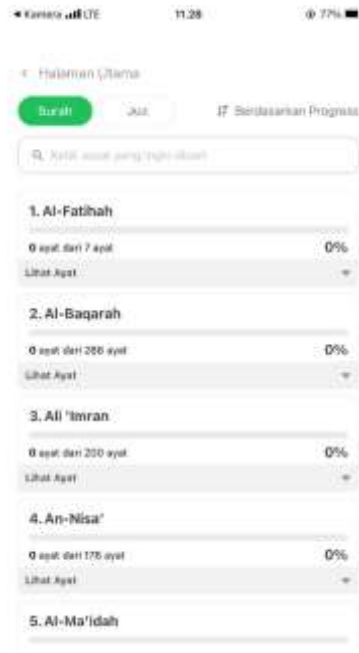 Kamera LTE 11.28 77%
Halaman Utama
Surah Juz Berdasarkan Progress
Ketik surat yang ingin dicari
1. Al-Fatihah
0 ayat dari 7 ayat 0%
Lihat Ayat
2. Al-Baqarah
0 ayat dari 286 ayat 0%
Lihat Ayat
3. Ali 'Imran
0 ayat dari 200 ayat 0%
Lihat Ayat
4. An-Nisa'
0 ayat dari 176 ayat 0%
Lihat Ayat
5. Al-Ma'idah